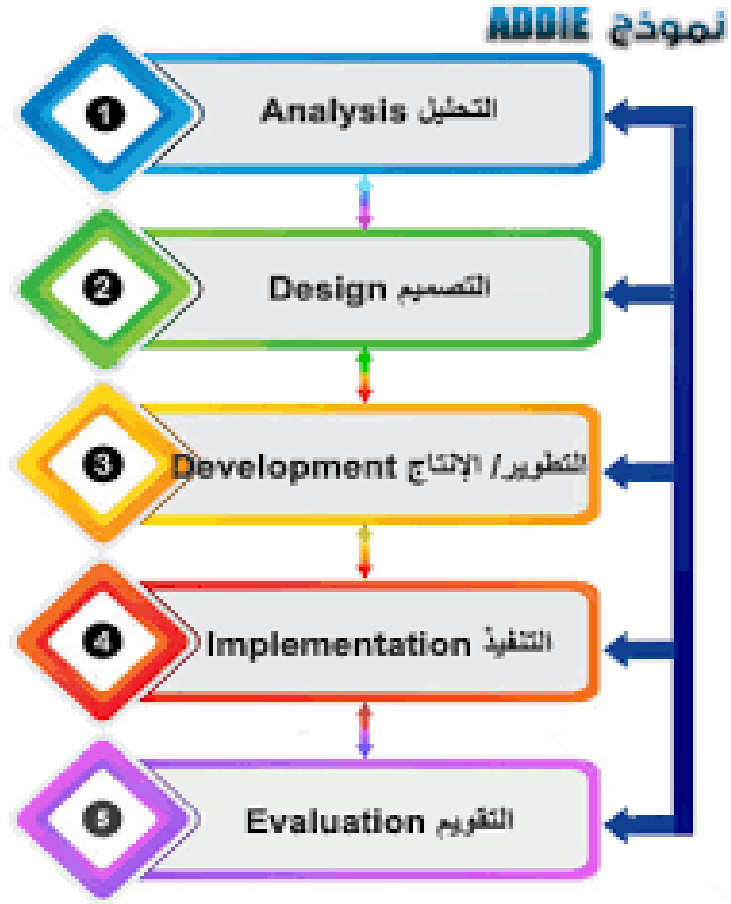 نموذج ADDIE
1
التحليل Analysis
2
التصميم Design
3
التطوير/ الإنتاج Development
4
التنفيذ Implementation
5
التقويم Evaluation